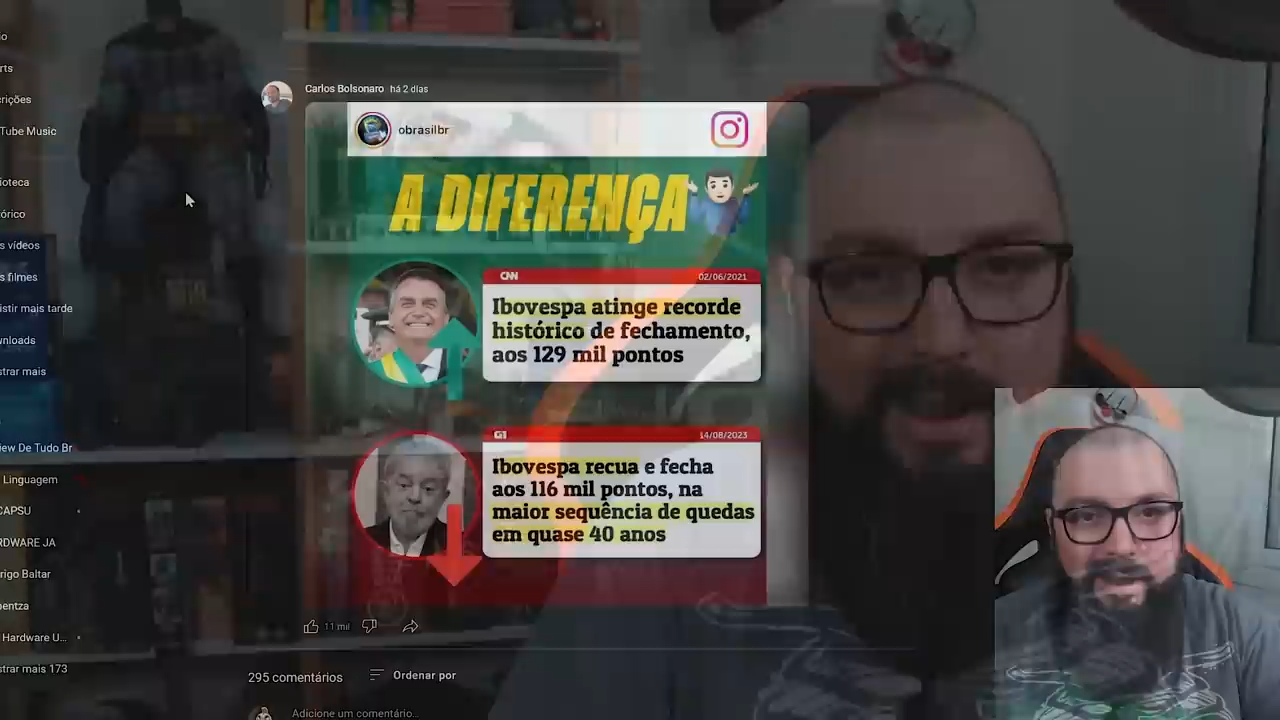 io
rts
crições
Tube Music
ioteca
tórico
s vídeos
s filmes
istir mais tarde
wnloads
strar mais
iew De Tudo Br
Linguagem
CAPSU
RDWARE JA
rigo Baltar
mentza
Hardware U...
strar mais 173
Carlos Bolsonaro há 2 dias
obrasilbr
A DIFERENÇA
CNN 02/06/2021
Ibovespa atinge recorde
histórico de fechamento,
aos 129 mil pontos
G1 14/08/2023
Ibovespa recua e fecha
aos 116 mil pontos, na
maior sequência de quedas
em quase 40 anos
11 mil
295 comentários
Ordenar por
Adicione um comentário...